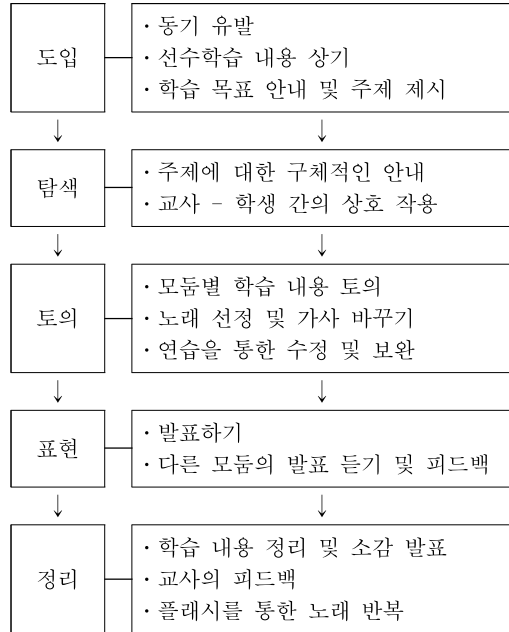 도입
· 동기 유발
· 선수학습 내용 상기
· 학습 목표 안내 및 주제 제시
탐색
· 주제에 대한 구체적인 안내
· 교사 - 학생 간의 상호 작용
토의
· 모둠별 학습 내용 토의
· 노래 선정 및 가사 바꾸기
· 연습을 통한 수정 및 보완
표현
· 발표하기
· 다른 모둠의 발표 듣기 및 피드백
정리
· 학습 내용 정리 및 소감 발표
· 교사의 피드백
· 플래시를 통한 노래 반복